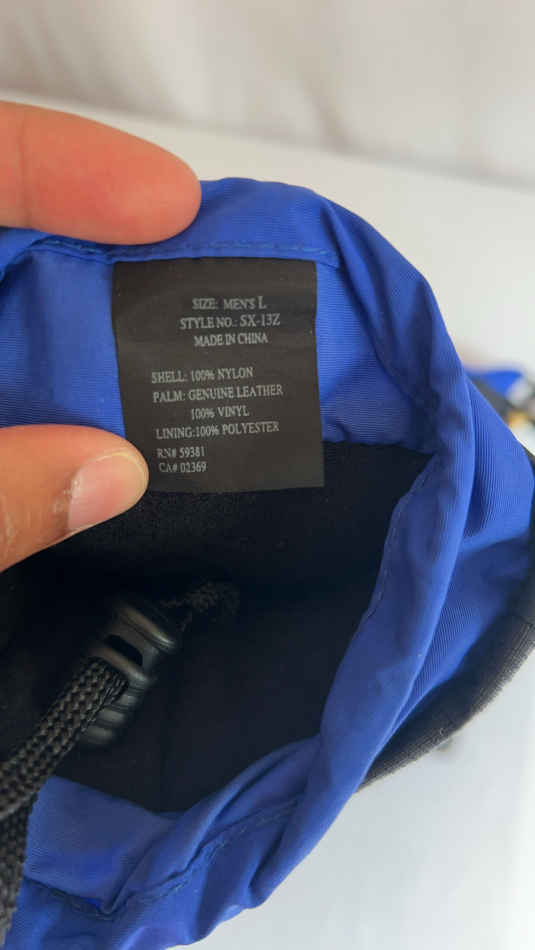 SIZE: MEN'S L
STYLE NO.: SX-13Z
MADE IN CHINA
SHELL: 100% NYLON
PALM: GENUINE LEATHER
100% VINYL
LINING:100% POLYESTER
RN# 59381
CA# 02369